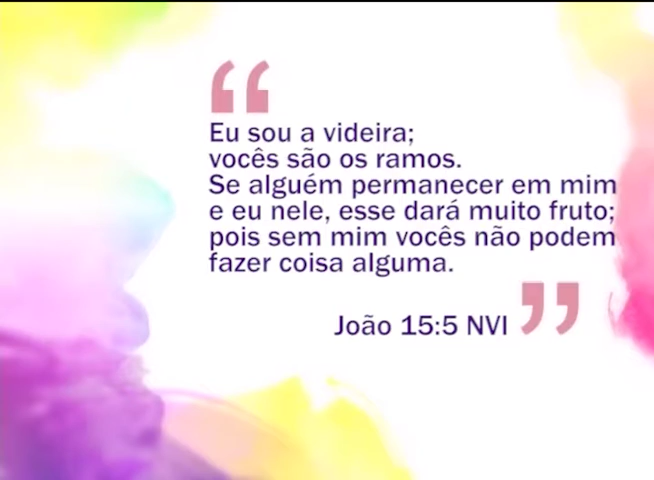 “
Eu sou a videira;
vocês são os ramos.
Se alguém permanecer em mim
e eu nele, esse dará muito fruto;
pois sem mim vocês não podem
fazer coisa alguma.
João 15:5 NVI ”